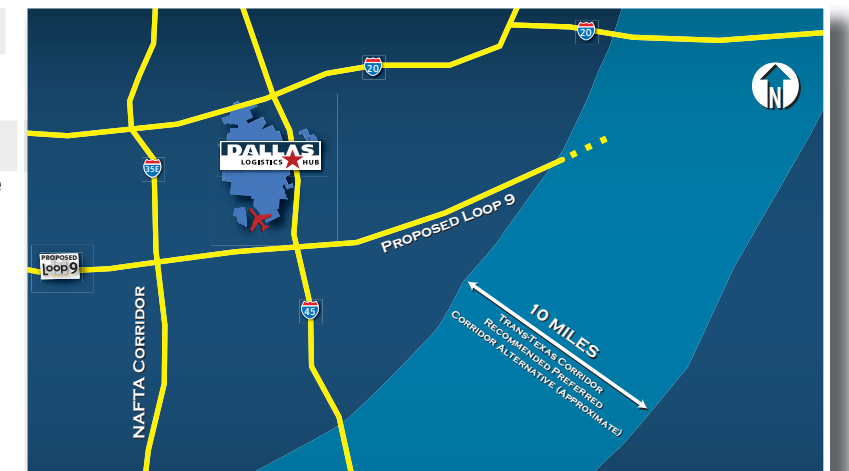 20
20
N
DALLAS
LOGISTICS HUB
35E
PROPOSED LOOP 9
PROPOSED
Loop 9
45
NAFTA CORRIDOR
10 MILES
TRANS-TEXAS CORRIDOR
RECOMMENDED PREFERRED
CORRIDOR ALTERNATIVE (APPROXIMATE)